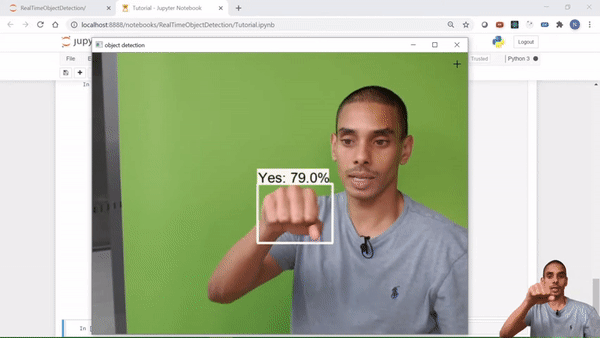 RealTimeObjectDetection/
Tutorial - Jupyter Notebook
localhost:8888/notebooks/RealTimeObjectDetection/Tutorial.ipynb
N
jup
Logout
object detection
File
Trusted
Python 3
In
Yes: 79.0%
In [